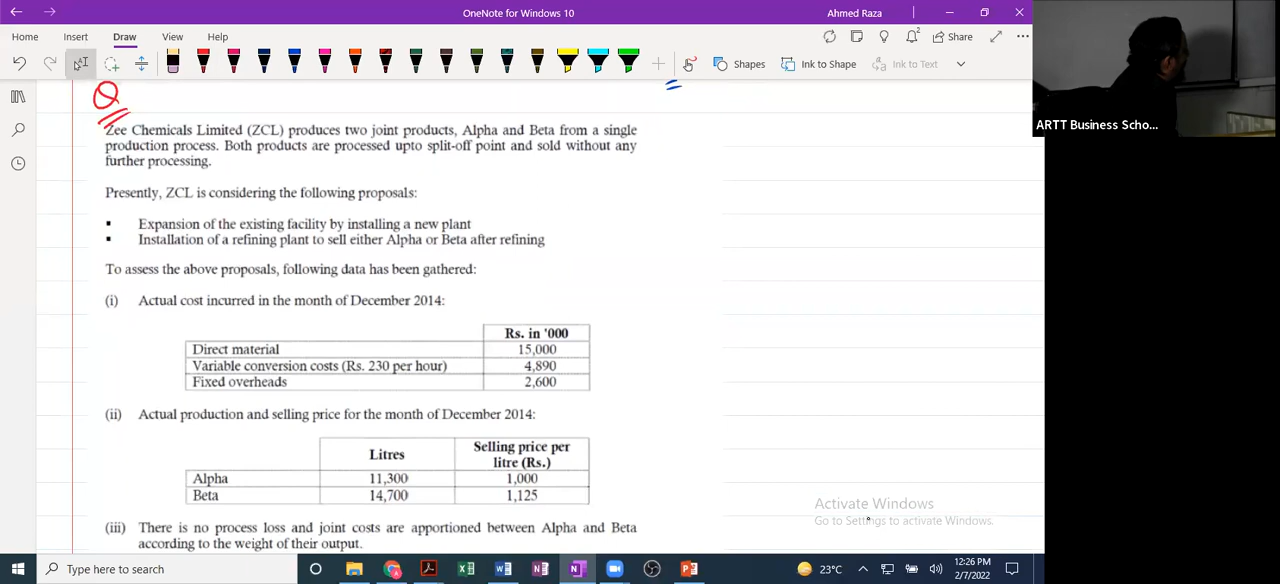 OneNote for Windows 10
Ahmed Raza
Home Insert Draw View Help
Share
Shapes Ink to Shape Ink to Text
Q
Zee Chemicals Limited (ZCL) produces two joint products, Alpha and Beta from a single
production process. Both products are processed upto split-off point and sold without any
further processing.
Presently, ZCL is considering the following proposals:
▪ Expansion of the existing facility by installing a new plant
▪ Installation of a refining plant to sell either Alpha or Beta after refining
To assess the above proposals, following data has been gathered:
(i) Actual cost incurred in the month of December 2014:
Rs. in '000
Direct material 15,000
Variable conversion costs (Rs. 230 per hour) 4,890
Fixed overheads 2,600
(ii) Actual production and selling price for the month of December 2014:
Litres Selling price per
litre (Rs.)
Alpha 11,300 1,000
Beta 14,700 1,125
(iii) There is no process loss and joint costs are apportioned between Alpha and Beta
according to the weight of their output.
ARTT Business Scho...
Activate Windows
Go to Settings to activate Windows.
Type here to search
23°C
12:26 PM
2/7/2022